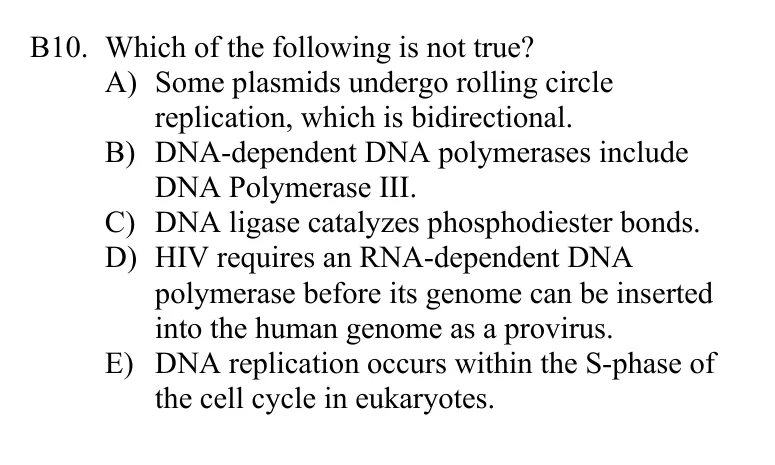 B10. Which of the following is not true?
A) Some plasmids undergo rolling circle
replication, which is bidirectional.
B) DNA-dependent DNA polymerases include
DNA Polymerase III.
C) DNA ligase catalyzes phosphodiester bonds.
D) HIV requires an RNA-dependent DNA
polymerase before its genome can be inserted
into the human genome as a provirus.
E) DNA replication occurs within the S-phase of
the cell cycle in eukaryotes.